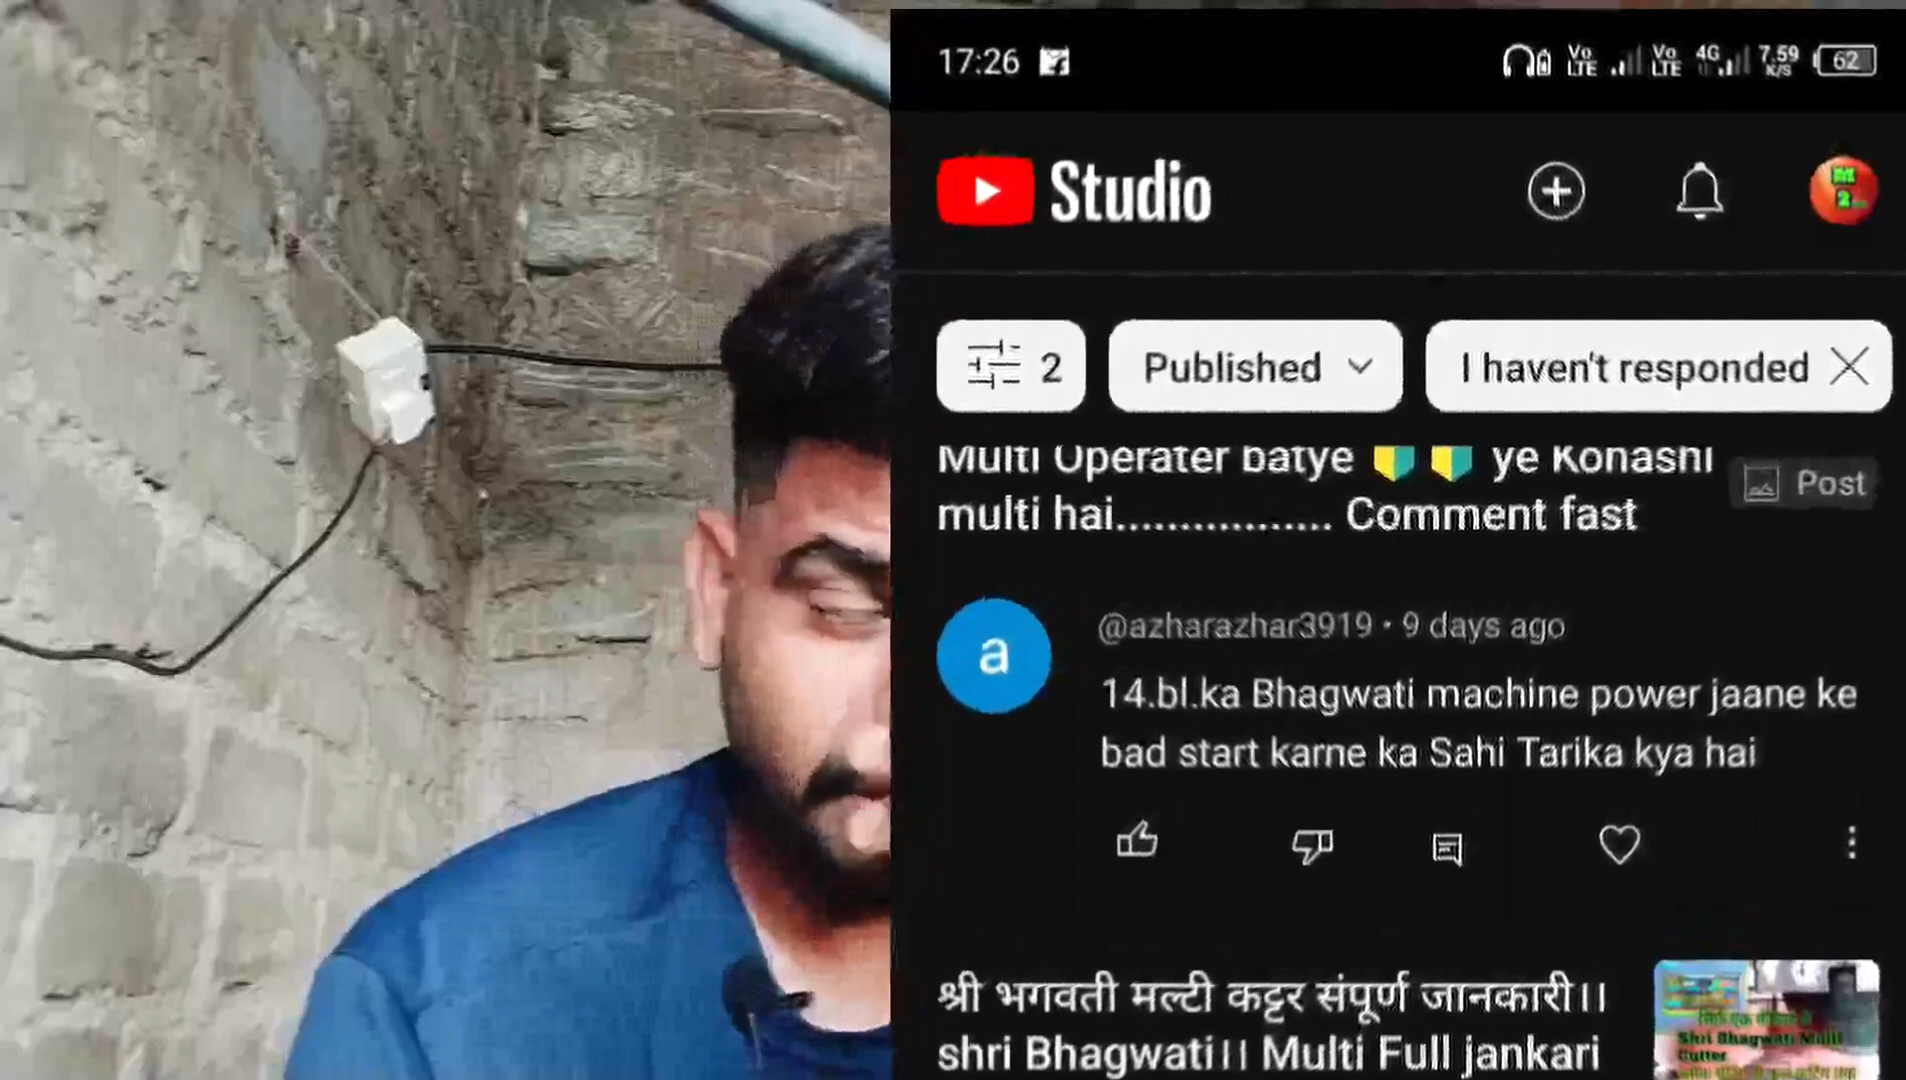 17:26 Vo LTE Vo LTE 4G 7.59 K/S 62
Studio
2 Published I haven't responded
Multi Operater batye 🔰 🔰 ye Konashi
multi hai................. Comment fast
Post
a
@azharazhar3919 · 9 days ago
14.bl.ka Bhagwati machine power jaane ke
bad start karne ka Sahi Tarika kya hai
श्री भगवती मल्टी कट्टर संपूर्ण जानकारी।।
shri Bhagwati।। Multi Full jankari
Shri Bhagwati Multi
Cutter